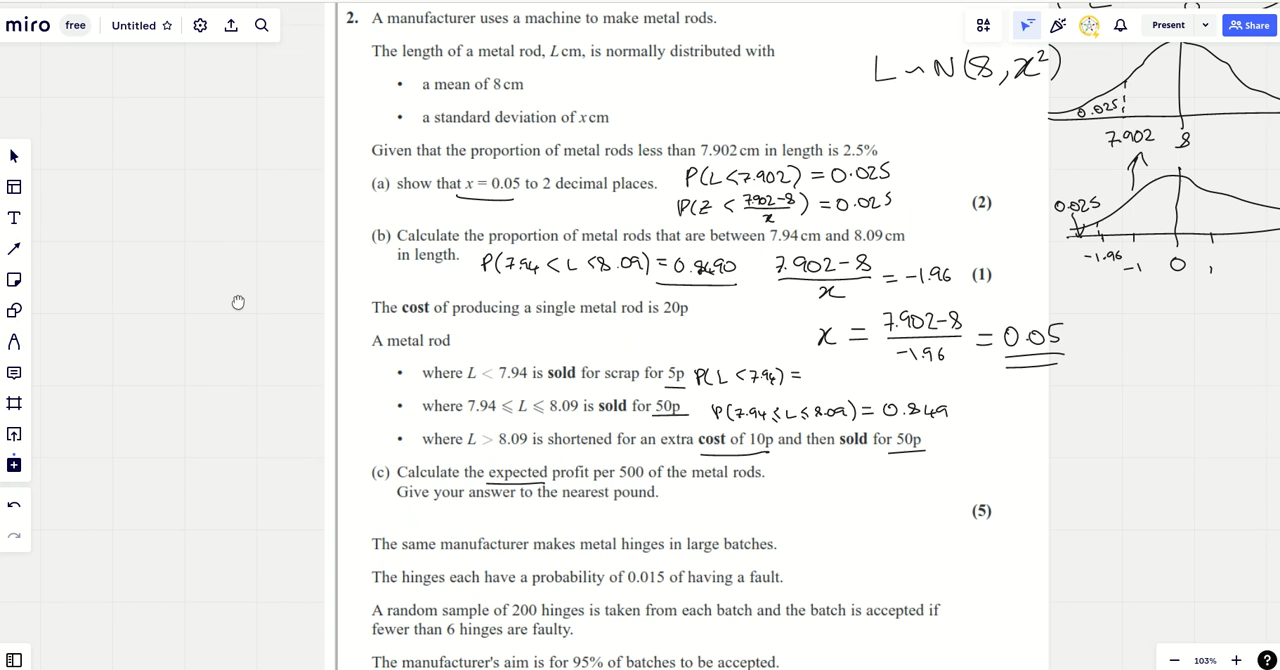 miro free Untitled Present Share
2. A manufacturer uses a machine to make metal rods.
The length of a metal rod, L cm, is normally distributed with
• a mean of 8 cm
• a standard deviation of x cm
L ~ N(8, x²)
Given that the proportion of metal rods less than 7.902 cm in length is 2.5%
(a) show that x = 0.05 to 2 decimal places.
P(L < 7.902) = 0.025
P(Z < (7.902-8)/x) = 0.025
(2)
(b) Calculate the proportion of metal rods that are between 7.94 cm and 8.09 cm
in length.
P(7.94 < L < 8.09) = 0.8490
(7.902-8)/x = -1.96
(1)
The cost of producing a single metal rod is 20p
x = (7.902-8)/-1.96 = 0.05
A metal rod
• where L < 7.94 is sold for scrap for 5p P(L < 7.94) =
• where 7.94 ⩽ L ⩽ 8.09 is sold for 50p P(7.94 ≤ L ≤ 8.09) = 0.849
• where L > 8.09 is shortened for an extra cost of 10p and then sold for 50p
(c) Calculate the expected profit per 500 of the metal rods.
Give your answer to the nearest pound.
(5)
The same manufacturer makes metal hinges in large batches.
The hinges each have a probability of 0.015 of having a fault.
A random sample of 200 hinges is taken from each batch and the batch is accepted if
fewer than 6 hinges are faulty.
The manufacturer's aim is for 95% of batches to be accepted.
0.025
7.902 8
0.025
-1.96 -1 0
103%